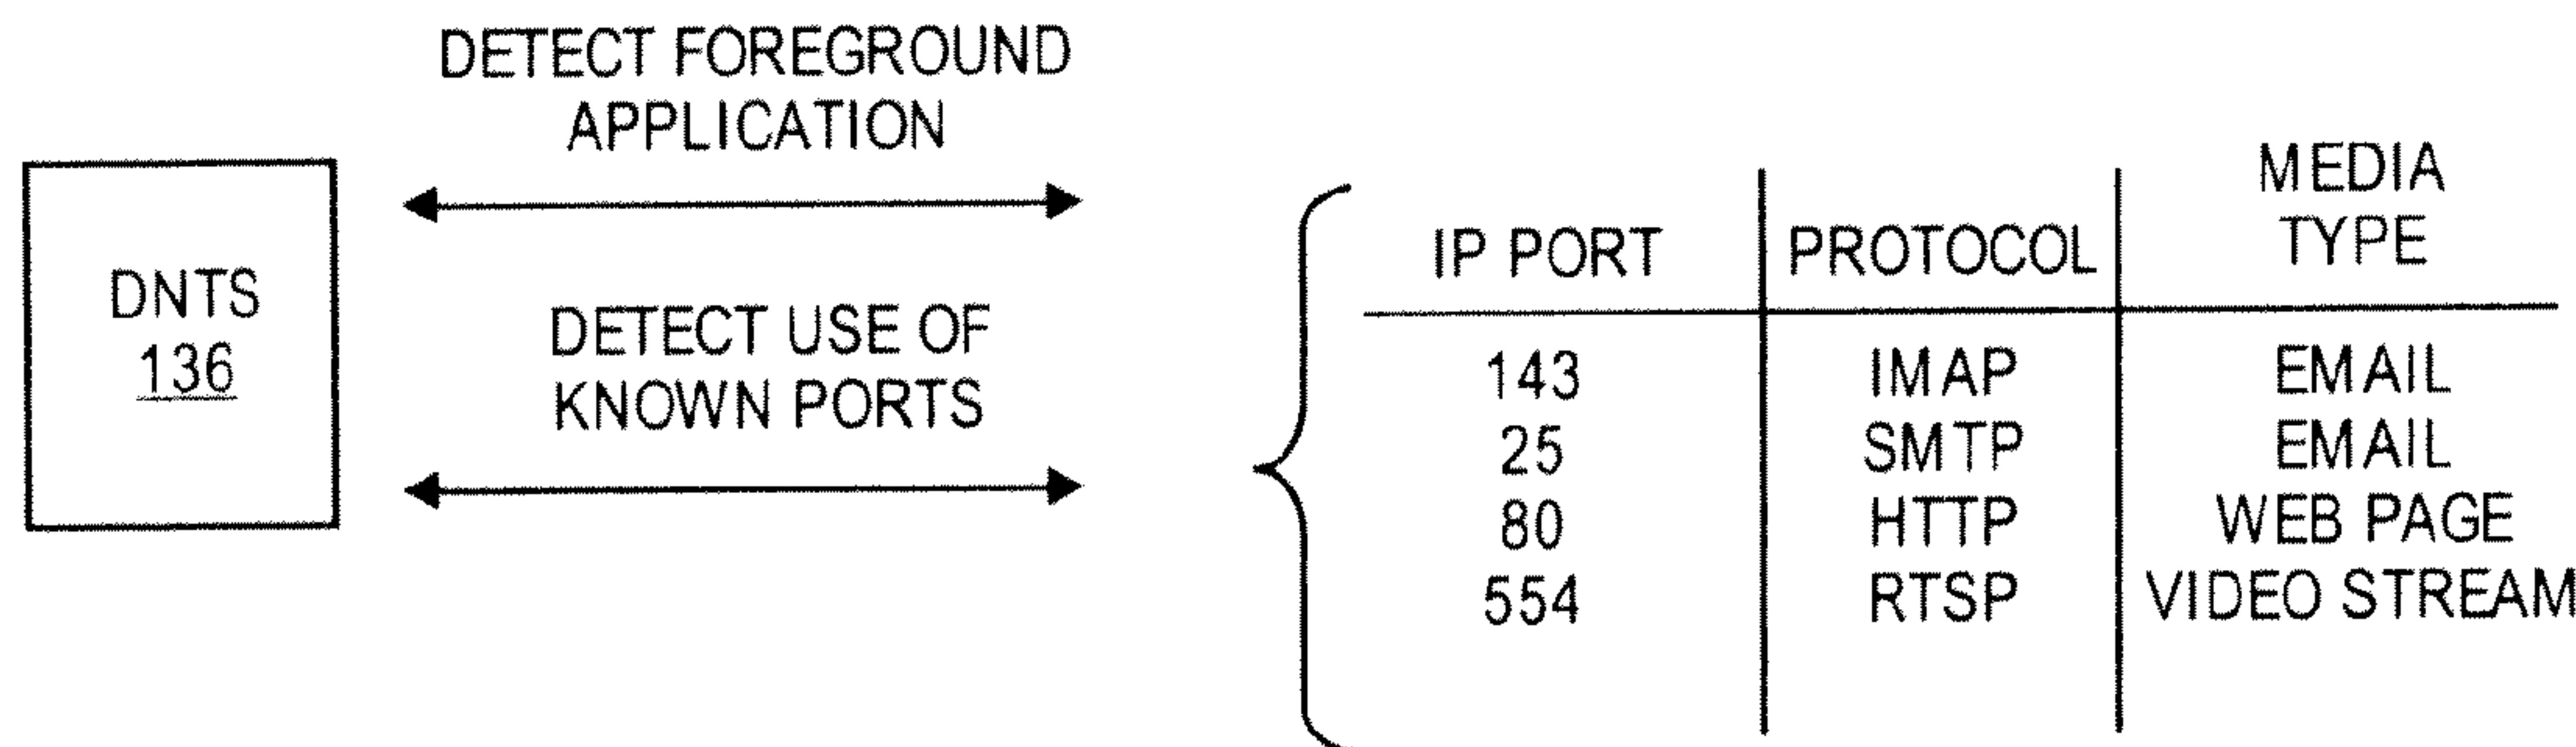 DETECT FOREGROUND
APPLICATION
DNTS
136
DETECT USE OF
KNOWN PORTS
IP PORT PROTOCOL MEDIA TYPE
143 IMAP EMAIL
25 SMTP EMAIL
80 HTTP WEB PAGE
554 RTSP VIDEO STREAM